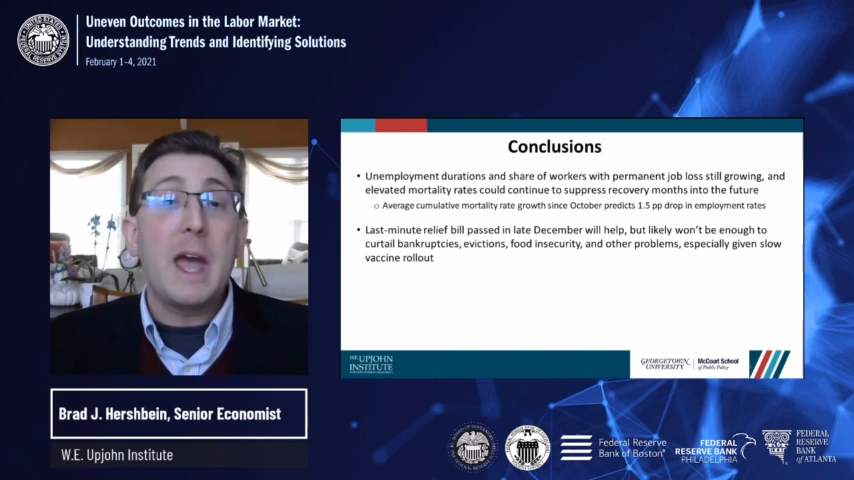 Uneven Outcomes in the Labor Market:
Understanding Trends and Identifying Solutions
February 1-4, 2021
Conclusions
• Unemployment durations and share of workers with permanent job loss still growing, and
elevated mortality rates could continue to suppress recovery months into the future
○ Average cumulative mortality rate growth since October predicts 1.5 pp drop in employment rates
• Last-minute relief bill passed in late December will help, but likely won't be enough to
curtail bankruptcies, evictions, food insecurity, and other problems, especially given slow
vaccine rollout
W.E. UPJOHN
INSTITUTE
GEORGETOWN
UNIVERSITY
McCourt School
of Public Policy
Brad J. Hershbein, Senior Economist
W.E. Upjohn Institute
Federal Reserve
Bank of Boston®
FEDERAL
RESERVE BANK
PHILADELPHIA
FEDERAL
RESERVE
BANK
of ATLANTA